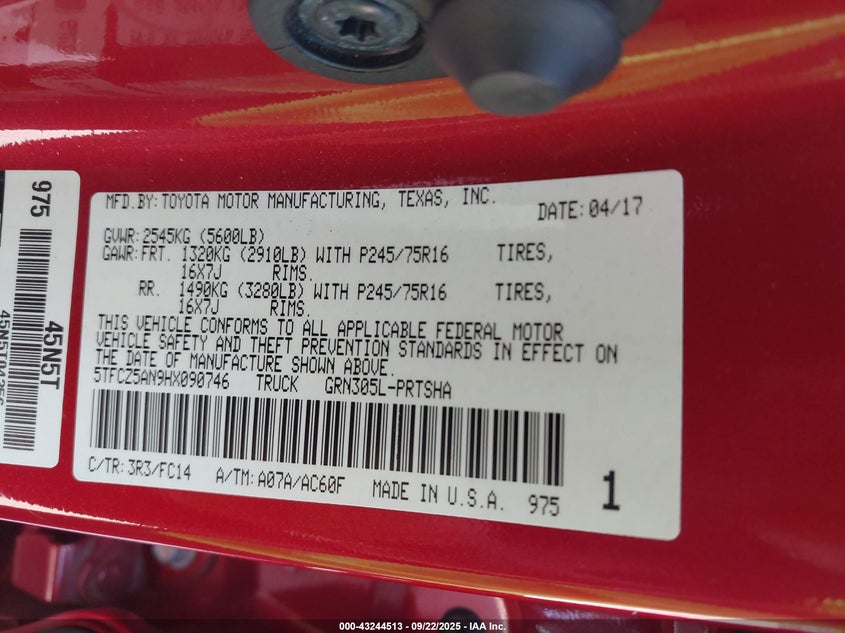 MFD.BY:TOYOTA MOTOR MANUFACTURING, TEXAS, INC. DATE:04/17
GVWR:2545KG (5600LB)
GAWR:FRT. 1320KG (2910LB) WITH P245/75R16 TIRES,
16X7J RIMS.
RR. 1490KG (3280LB) WITH P245/75R16 TIRES,
16X7J RIMS.
THIS VEHICLE CONFORMS TO ALL APPLICABLE FEDERAL MOTOR
VEHICLE SAFETY AND THEFT PREVENTION STANDARDS IN EFFECT ON
THE DATE OF MANUFACTURE SHOWN ABOVE.
5TFCZ5AN9HX090746 TRUCK GRN305L-PRTSHA
C/TR:3R3/FC14 A/TM:A07A/AC60F MADE IN U.S.A. 975 1
975
45N5T
000-43244513 - 09/22/2025 - IAA Inc.